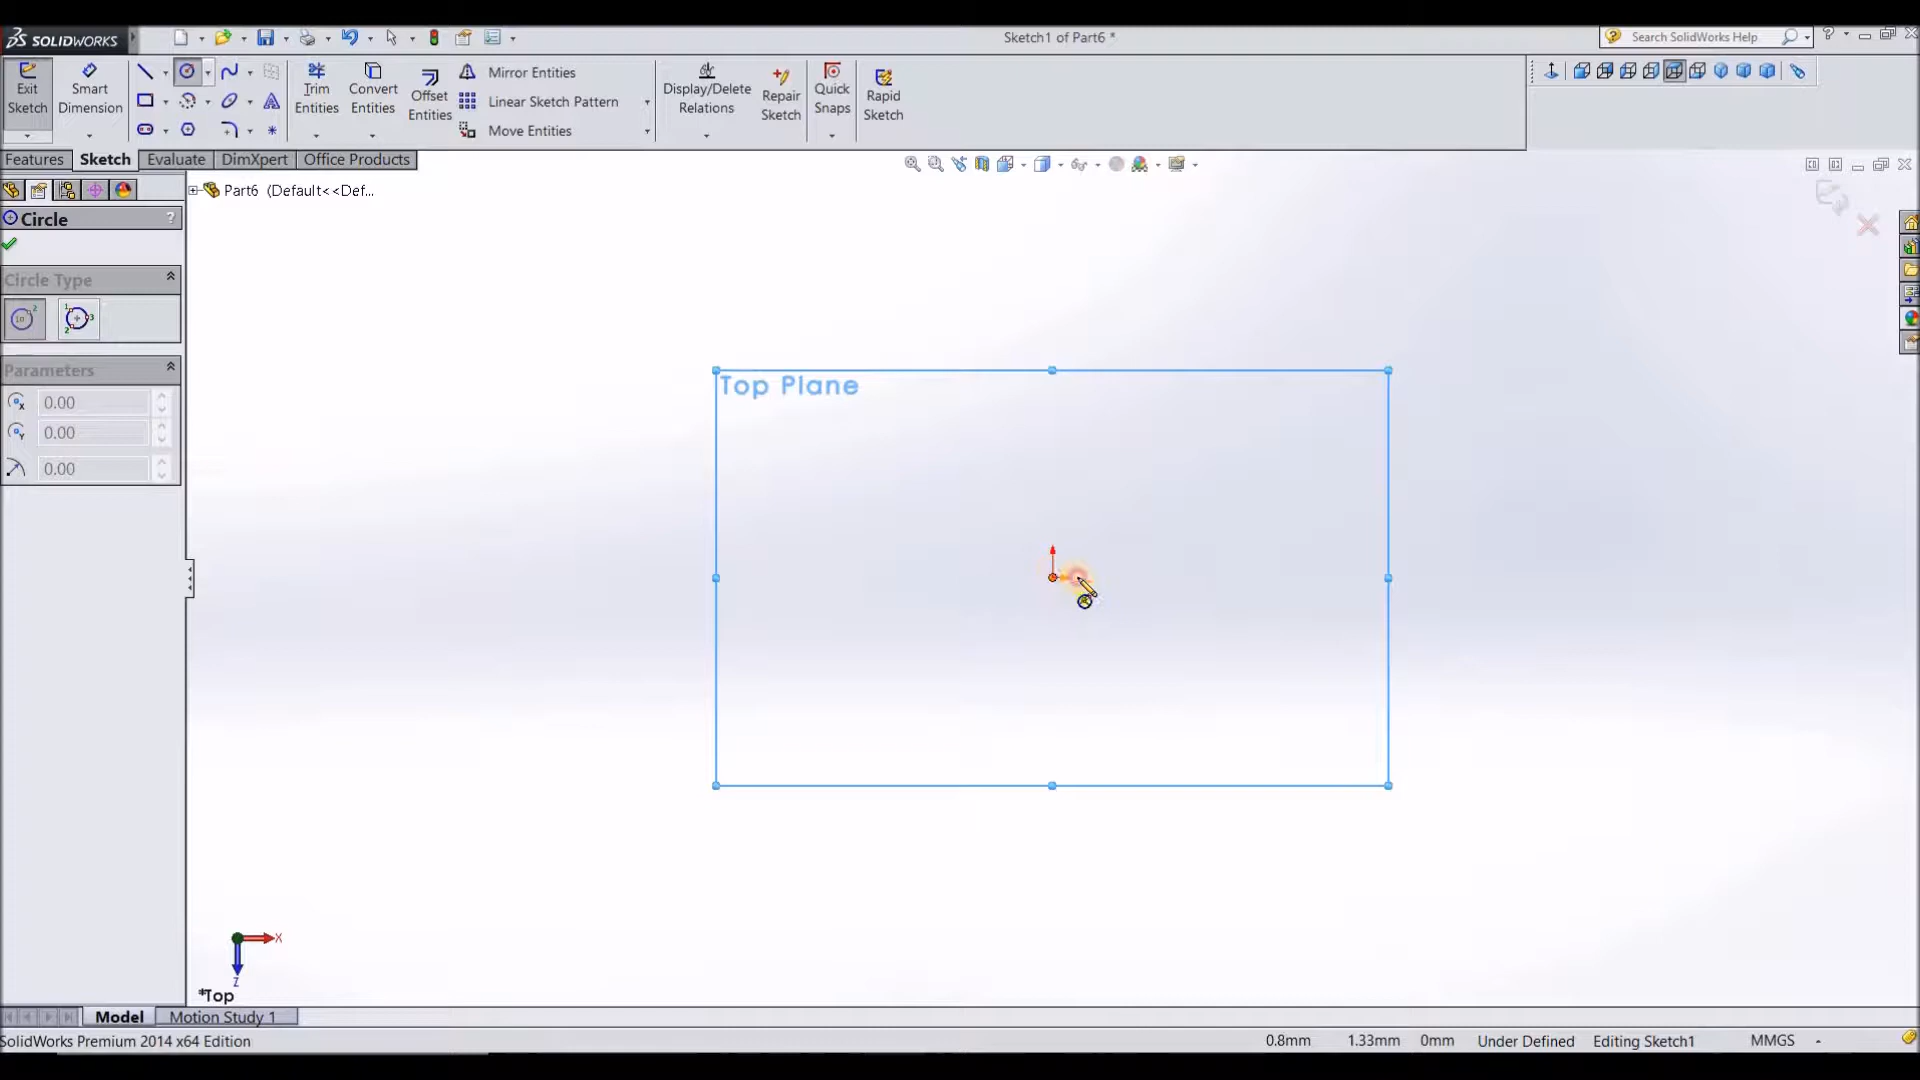 SOLIDWORKS
Sketch1 of Part6 *
Search SolidWorks Help
Exit Sketch
Smart Dimension
Trim Entities
Convert Entities
Offset Entities
Mirror Entities
Linear Sketch Pattern
Move Entities
Display/Delete Relations
Repair Sketch
Quick Snaps
Rapid Sketch
Features
Sketch
Evaluate
DimXpert
Office Products
Part6 (Default<<Def...
Circle
?
Circle Type
Parameters
0.00
0.00
0.00
Top Plane
X
Z
*Top
Model
Motion Study 1
SolidWorks Premium 2014 x64 Edition
0.8mm
1.33mm
0mm
Under Defined
Editing Sketch1
MMGS